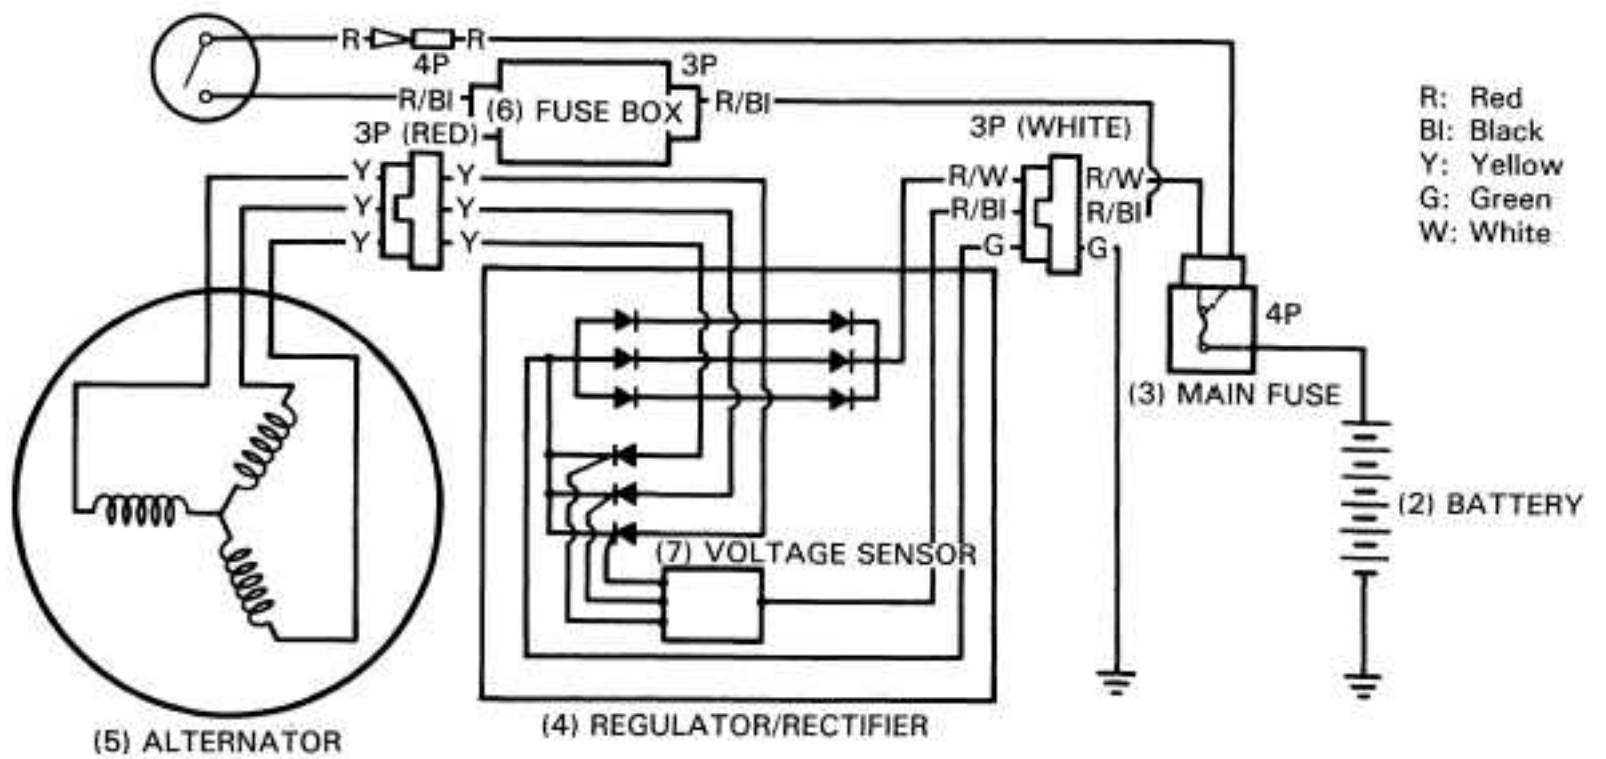 R R
4P 3P
R/Bl (6) FUSE BOX R/Bl
3P (RED) 3P (WHITE)
R: Red
Bl: Black
Y: Yellow
G: Green
W: White
Y Y R/W R/W
Y Y R/Bl R/Bl
Y Y G G
4P
(3) MAIN FUSE
(2) BATTERY
(7) VOLTAGE SENSOR
(4) REGULATOR/RECTIFIER
(5) ALTERNATOR